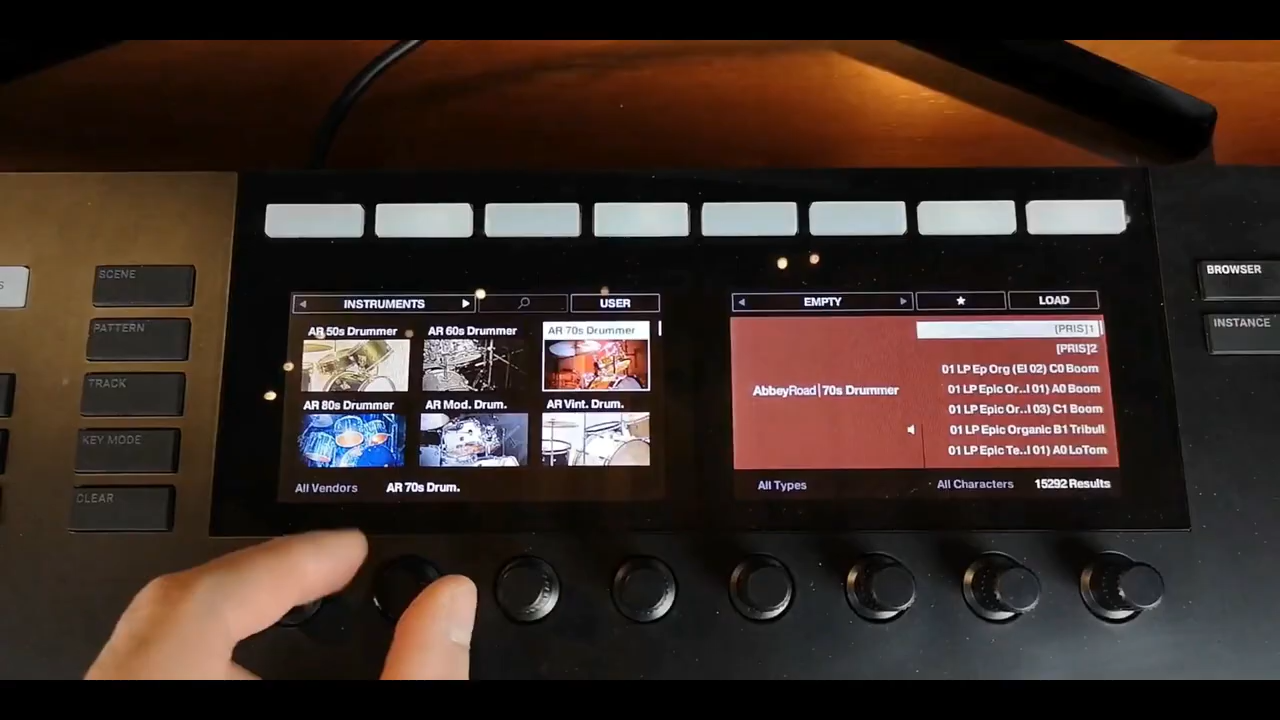 S
SCENE
PATTERN
TRACK
KEY MODE
CLEAR
INSTRUMENTS
USER
AR 50s Drummer
AR 60s Drummer
AR 70s Drummer
AR 80s Drummer
AR Mod. Drum.
AR Vint. Drum.
All Vendors
AR 70s Drum.
EMPTY
LOAD
AbbeyRoad|70s Drummer
[PRIS]1
[PRIS]2
01 LP Ep Org (El 02) C0 Boom
01 LP Epic Or..l 01) A0 Boom
01 LP Epic Or..l 03) C1 Boom
01 LP Epic Organic B1 Tribull
01 LP Epic Te..l 01) A0 LoTom
All Types
All Characters
15292 Results
BROWSER
INSTANCE